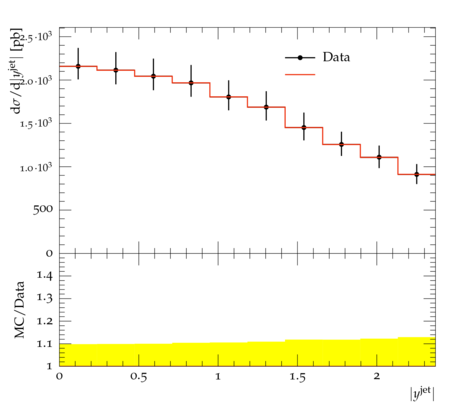 dσ/d|y^jet| [pb]
2.5·10³
Data
2.0·10³
1.5·10³
1.0·10³
500
0
MC/Data
1.4
1.3
1.2
1.1
1
0 0.5 1 1.5 2
|y^jet|